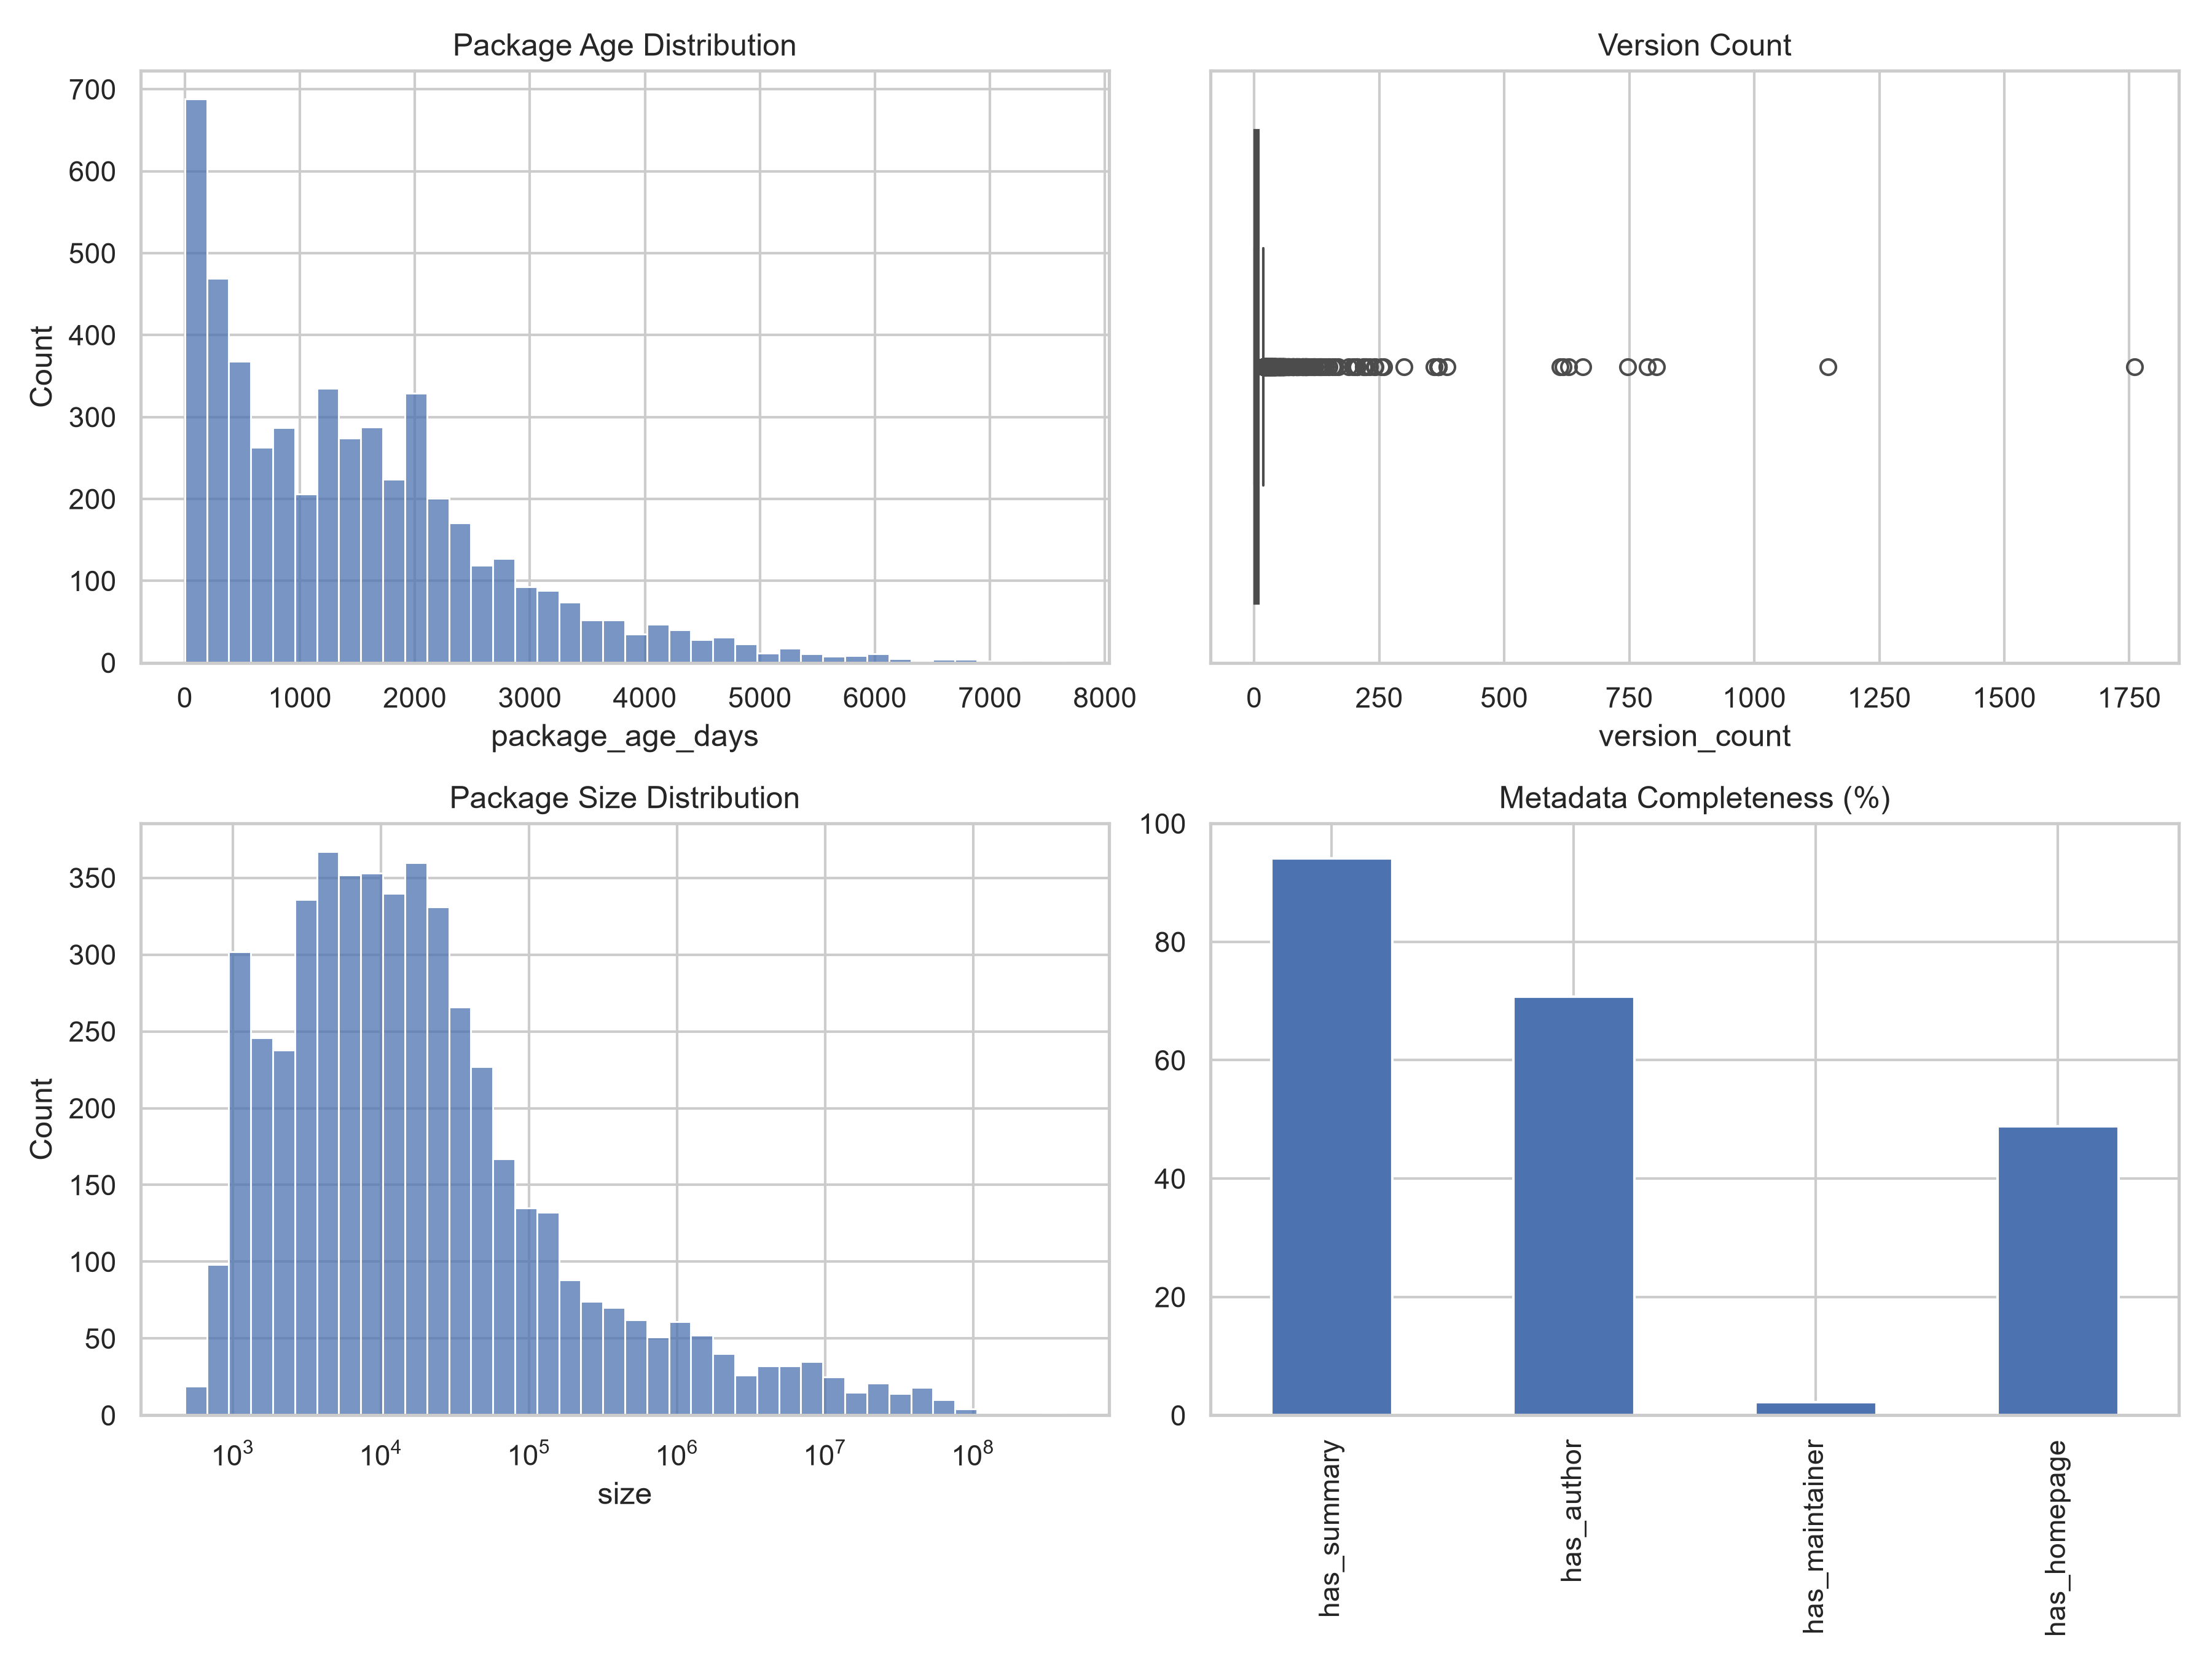 Package Age Distribution
Count
700
600
500
400
300
200
100
0
0 1000 2000 3000 4000 5000 6000 7000 8000
package_age_days
Version Count
0 250 500 750 1000 1250 1500 1750
version_count
Package Size Distribution
Count
350
300
250
200
150
100
50
0
10³ 10⁴ 10⁵ 10⁶ 10⁷ 10⁸
size
Metadata Completeness (%)
100
80
60
40
20
0
has_summary
has_author
has_maintainer
has_homepage